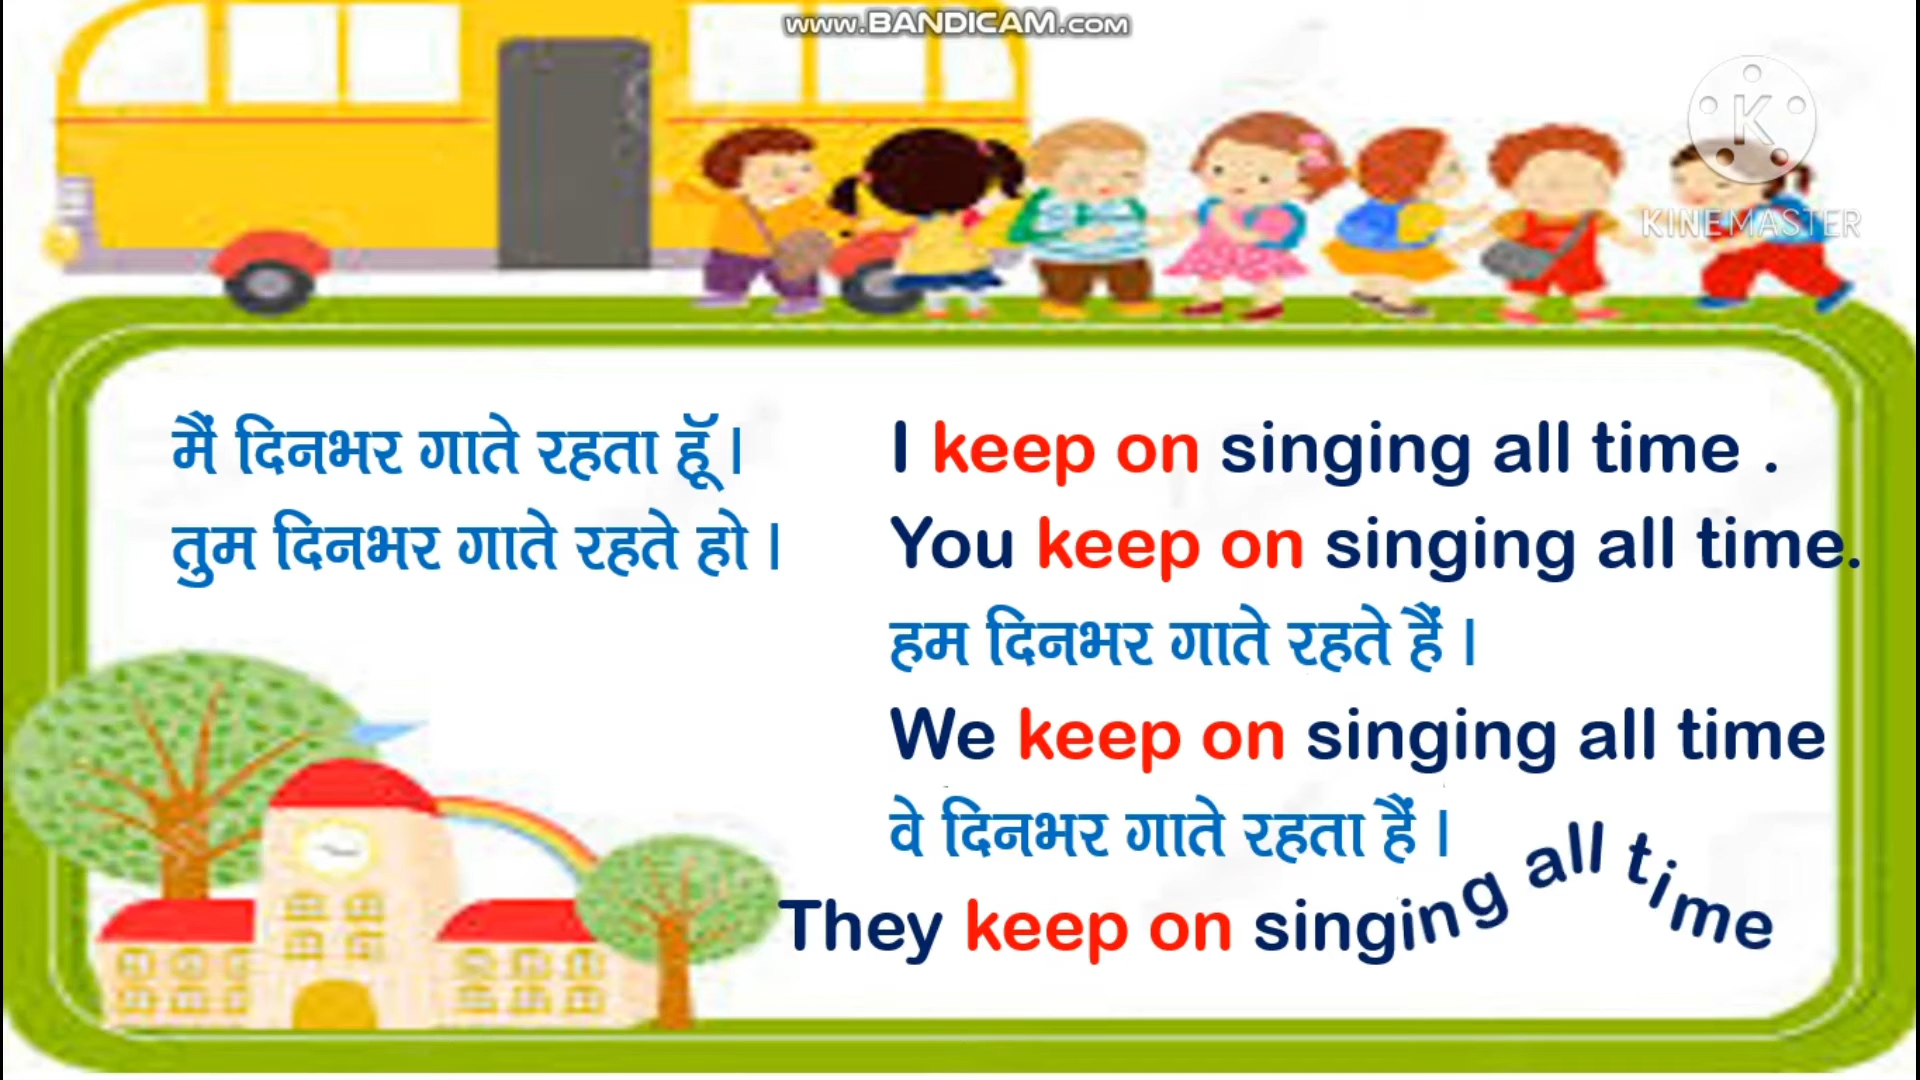 www.BANDICAM.com
K
KINEMASTER
मैं दिनभर गाते रहता हूॅ ।
I keep on singing all time .
तुम दिनभर गाते रहते हो ।
You keep on singing all time.
हम दिनभर गाते रहते हैं ।
We keep on singing all time
वे दिनभर गाते रहता हैं ।
They keep on singing all time